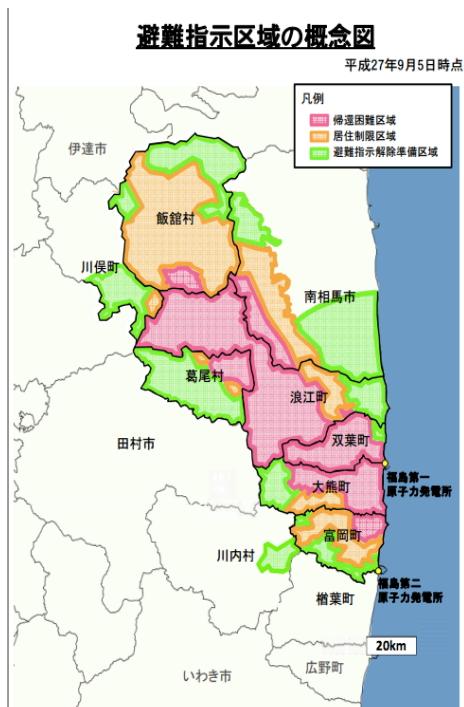 避難指示区域の概念図
平成27年9月5日時点
凡例
帰還困難区域
居住制限区域
避難指示解除準備区域
伊達市
飯舘村
川俣町
南相馬市
葛尾村
浪江町
双葉町
田村市
福島第一
原子力発電所
大熊町
富岡町
川内村
福島第二
原子力発電所
楢葉町
20km
いわき市
広野町